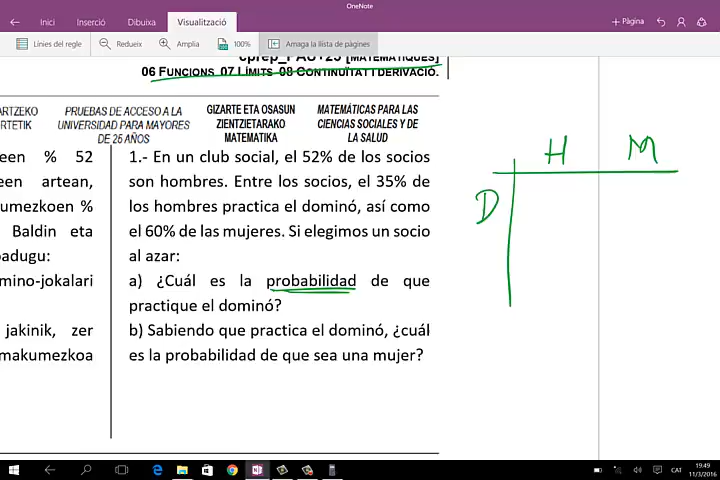 OneNote
Inici Inserció Dibuixa Visualització + Pàgina
Línies del regle Redueix Amplia 100% Amaga la llista de pàgines
[MATEMÀTIQUES]
06 FUNCIONS 07 LÍMITS 08 CONTINUÏTAT I DERIVACIÓ.
ARTZEKO PRUEBAS DE ACCESO A LA GIZARTE ETA OSASUN MATEMÁTICAS PARA LAS
RTETIK UNIVERSIDAD PARA MAYORES ZIENTZIETARAKO CIENCIAS SOCIALES Y DE
DE 25 AÑOS MATEMATIKA LA SALUD
een % 52
een artean,
umezkoen %
Baldin eta
badugu:
mino-jokalari
jakinik, zer
makumezkoa
1.- En un club social, el 52% de los socios
son hombres. Entre los socios, el 35% de
los hombres practica el dominó, así como
el 60% de las mujeres. Si elegimos un socio
al azar:
a) ¿Cuál es la probabilidad de que
practique el dominó?
b) Sabiendo que practica el dominó, ¿cuál
es la probabilidad de que sea una mujer?
H M
D
CAT
19:49
11/3/2016